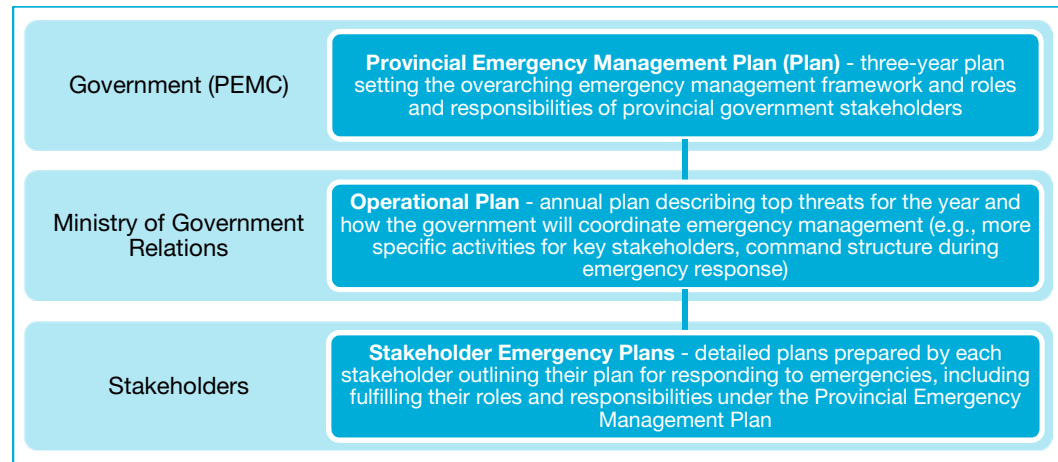 Government (PEMC)
Provincial Emergency Management Plan (Plan) - three-year plan
setting the overarching emergency management framework and roles
and responsibilities of provincial government stakeholders
Ministry of Government
Relations
Operational Plan - annual plan describing top threats for the year and
how the government will coordinate emergency management (e.g., more
specific activities for key stakeholders, command structure during
emergency response)
Stakeholders
Stakeholder Emergency Plans - detailed plans prepared by each
stakeholder outlining their plan for responding to emergencies, including
fulfilling their roles and responsibilities under the Provincial Emergency
Management Plan